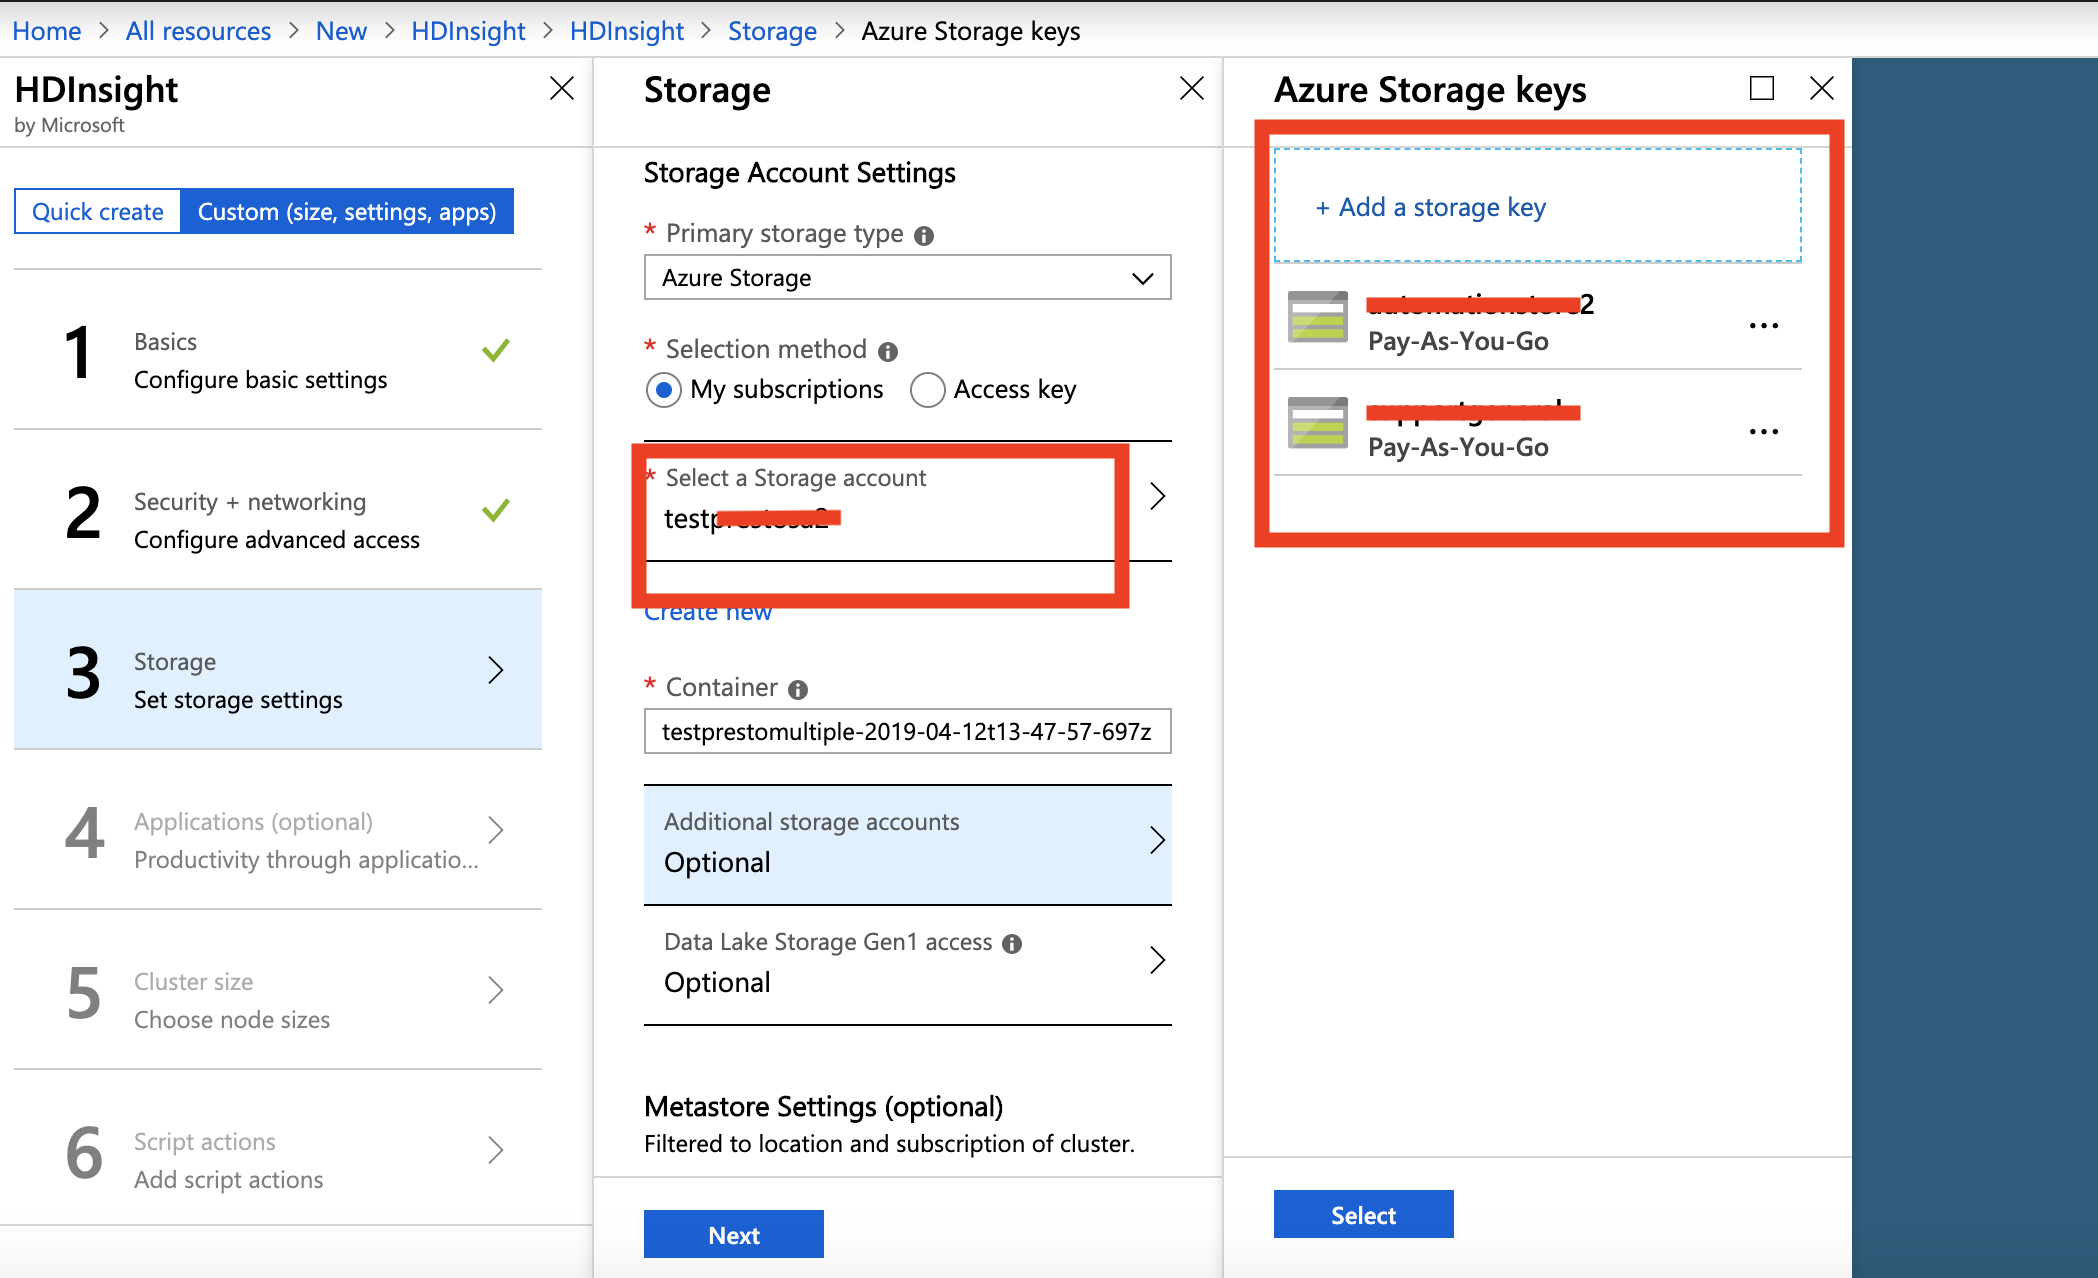 Home > All resources > New > HDInsight > HDInsight > Storage > Azure Storage keys
HDInsight
by Microsoft
Quick create
Custom (size, settings, apps)
1
Basics
Configure basic settings
2
Security + networking
Configure advanced access
3
Storage
Set storage settings
4
Applications (optional)
Productivity through applicatio...
5
Cluster size
Choose node sizes
6
Script actions
Add script actions
Storage
Storage Account Settings
* Primary storage type
Azure Storage
* Selection method
My subscriptions
Access key
* Select a Storage account
Create new
* Container
testprestomultiple-2019-04-12t13-47-57-697z
Additional storage accounts
Optional
Data Lake Storage Gen1 access
Optional
Metastore Settings (optional)
Filtered to location and subscription of cluster.
Next
Azure Storage keys
+ Add a storage key
Pay-As-You-Go
Pay-As-You-Go
Select